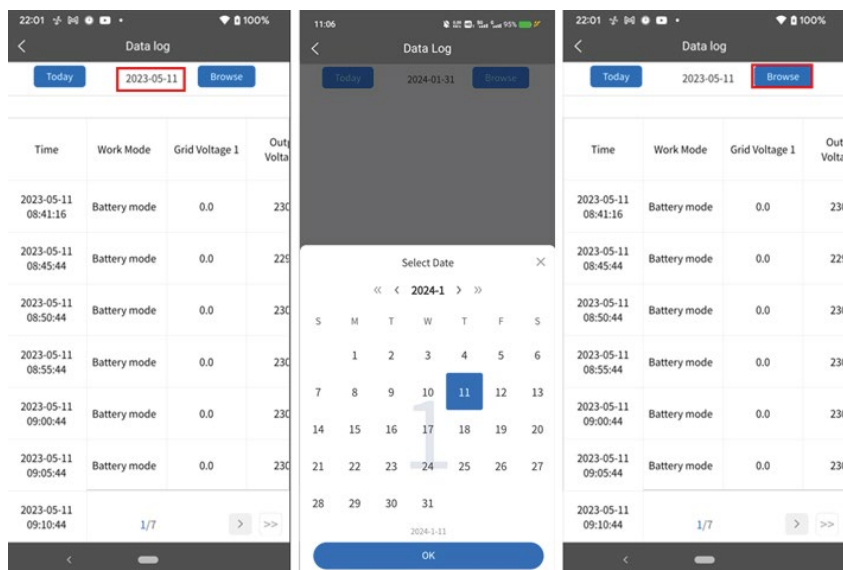 22:01 100%
Data log
Today 2023-05-11 Browse
Time Work Mode Grid Voltage 1
2023-05-11
08:41:16 Battery mode 0.0
2023-05-11
08:45:44 Battery mode 0.0
2023-05-11
08:50:44 Battery mode 0.0
2023-05-11
08:55:44 Battery mode 0.0
2023-05-11
09:00:44 Battery mode 0.0
2023-05-11
09:05:44 Battery mode 0.0
2023-05-11
09:10:44
1/7 > >>
11:06 95%
Data Log
Today 2024-01-31 Browse
Select Date ×
« < 2024-1 > »
S M T W T F S
1 2 3 4 5 6
7 8 9 10 11 12 13
14 15 16 17 18 19 20
21 22 23 24 25 26 27
28 29 30 31
1
2024-1-11
OK
22:01 100%
Data log
Today 2023-05-11 Browse
Time Work Mode Grid Voltage 1
2023-05-11
08:41:16 Battery mode 0.0
2023-05-11
08:45:44 Battery mode 0.0
2023-05-11
08:50:44 Battery mode 0.0
2023-05-11
08:55:44 Battery mode 0.0
2023-05-11
09:00:44 Battery mode 0.0
2023-05-11
09:05:44 Battery mode 0.0
2023-05-11
09:10:44
1/7 > >>